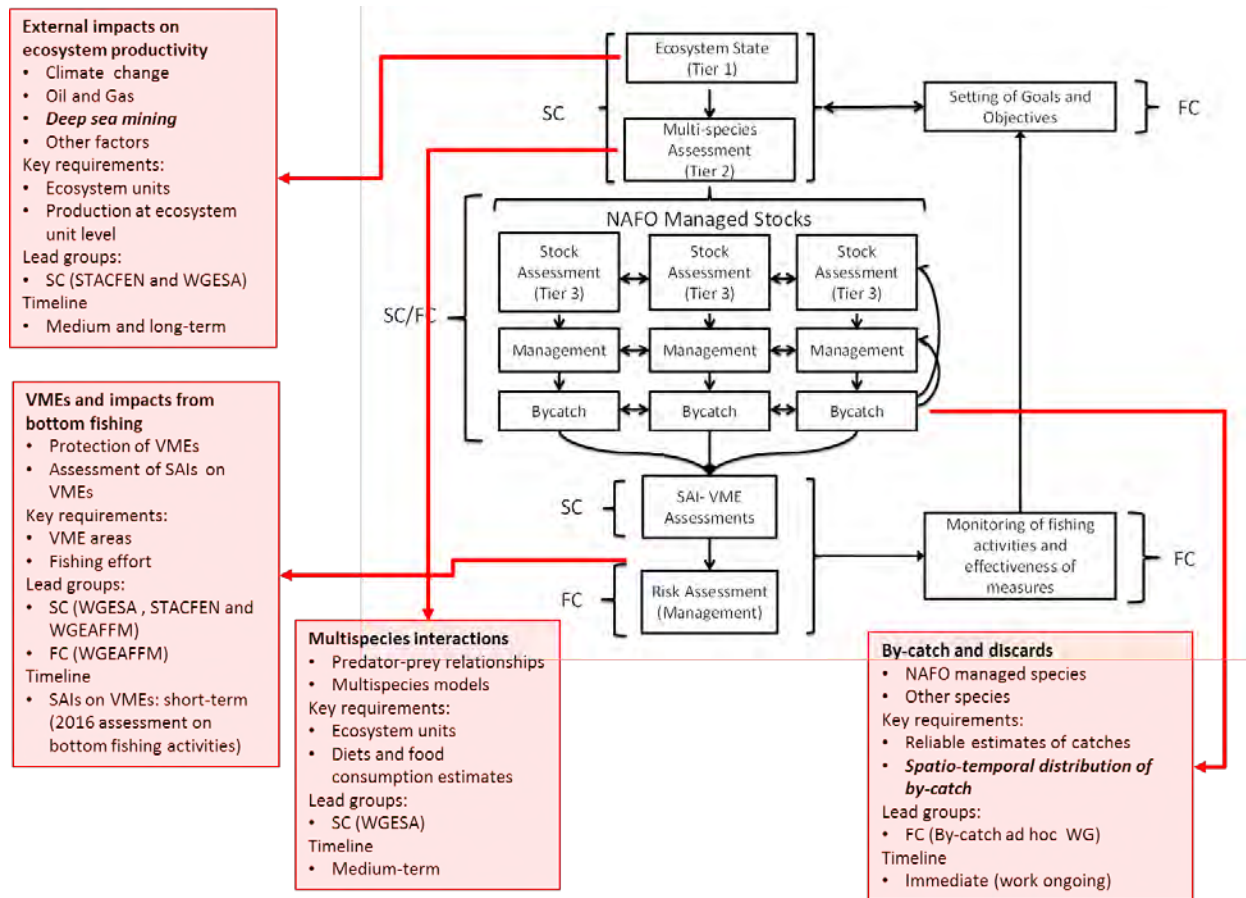 External impacts on
ecosystem productivity
• Climate change
• Oil and Gas
• Deep sea mining
• Other factors
Key requirements:
• Ecosystem units
• Production at ecosystem
unit level
Lead groups:
• SC (STACFEN and WGESA)
Timeline
• Medium and long-term
VMEs and impacts from
bottom fishing
• Protection of VMEs
• Assessment of SAIs on
VMEs
Key requirements:
• VME areas
• Fishing effort
Lead groups:
• SC (WGESA , STACFEN and
WGEAFFM)
• FC (WGEAFFM)
Timeline
• SAIs on VMEs: short-term
(2016 assessment on
bottom fishing activities)
SC
Ecosystem State
(Tier 1)
Multi-species
Assessment
(Tier 2)
Setting of Goals and
Objectives
FC
SC/FC
NAFO Managed Stocks
Stock
Assessment
(Tier 3)
Stock
Assessment
(Tier 3)
Stock
Assessment
(Tier 3)
Management
Management
Management
Bycatch
Bycatch
Bycatch
SC
SAI- VME
Assessments
FC
Risk Assessment
(Management)
Monitoring of fishing
activities and
effectiveness of
measures
FC
Multispecies interactions
• Predator-prey relationships
• Multispecies models
Key requirements:
• Ecosystem units
• Diets and food
consumption estimates
Lead groups:
• SC (WGESA)
Timeline
• Medium-term
By-catch and discards
• NAFO managed species
• Other species
Key requirements:
• Reliable estimates of catches
• Spatio-temporal distribution of
by-catch
Lead groups:
• FC (By-catch ad hoc WG)
Timeline
• Immediate (work ongoing)